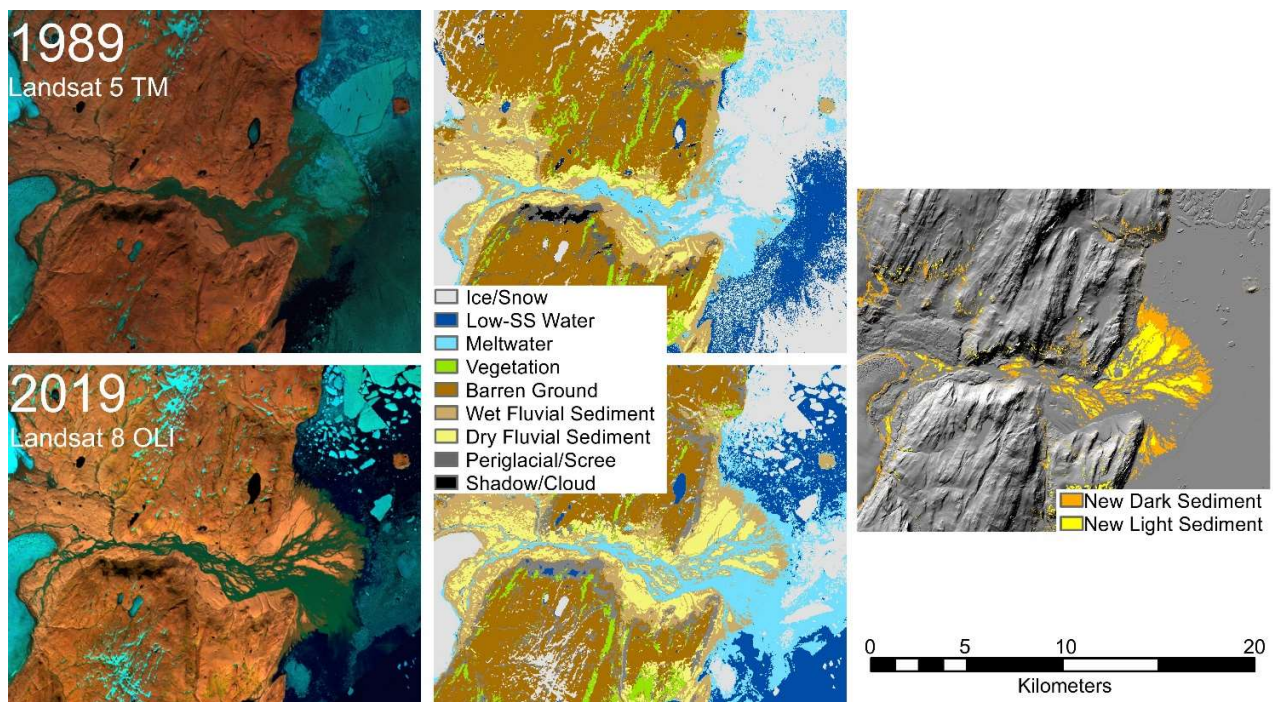 1989
Landsat 5 TM
2019
Landsat 8 OLI
Ice/Snow
Low-SS Water
Meltwater
Vegetation
Barren Ground
Wet Fluvial Sediment
Dry Fluvial Sediment
Periglacial/Scree
Shadow/Cloud
New Dark Sediment
New Light Sediment
0 5 10 20
Kilometers